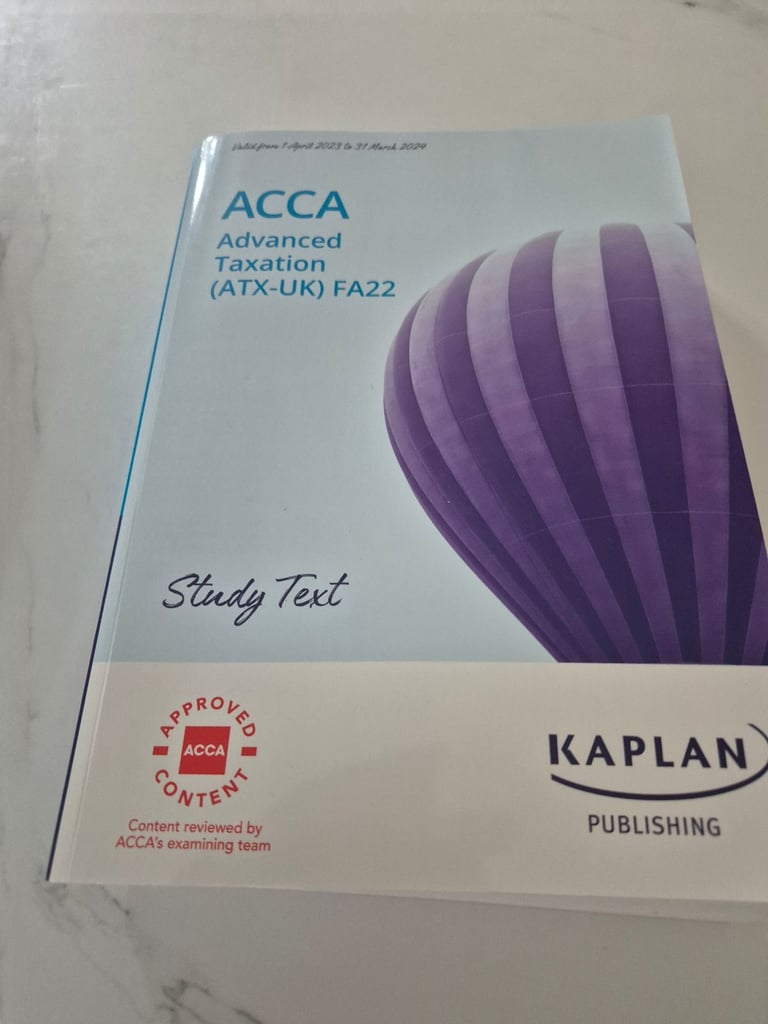 Valid from 1 April 2023 to 31 March 2024
ACCA
Advanced
Taxation
(ATX-UK) FA22
Study Text
APPROVED
ACCA
CONTENT
Content reviewed by
ACCA's examining team
KAPLAN
PUBLISHING